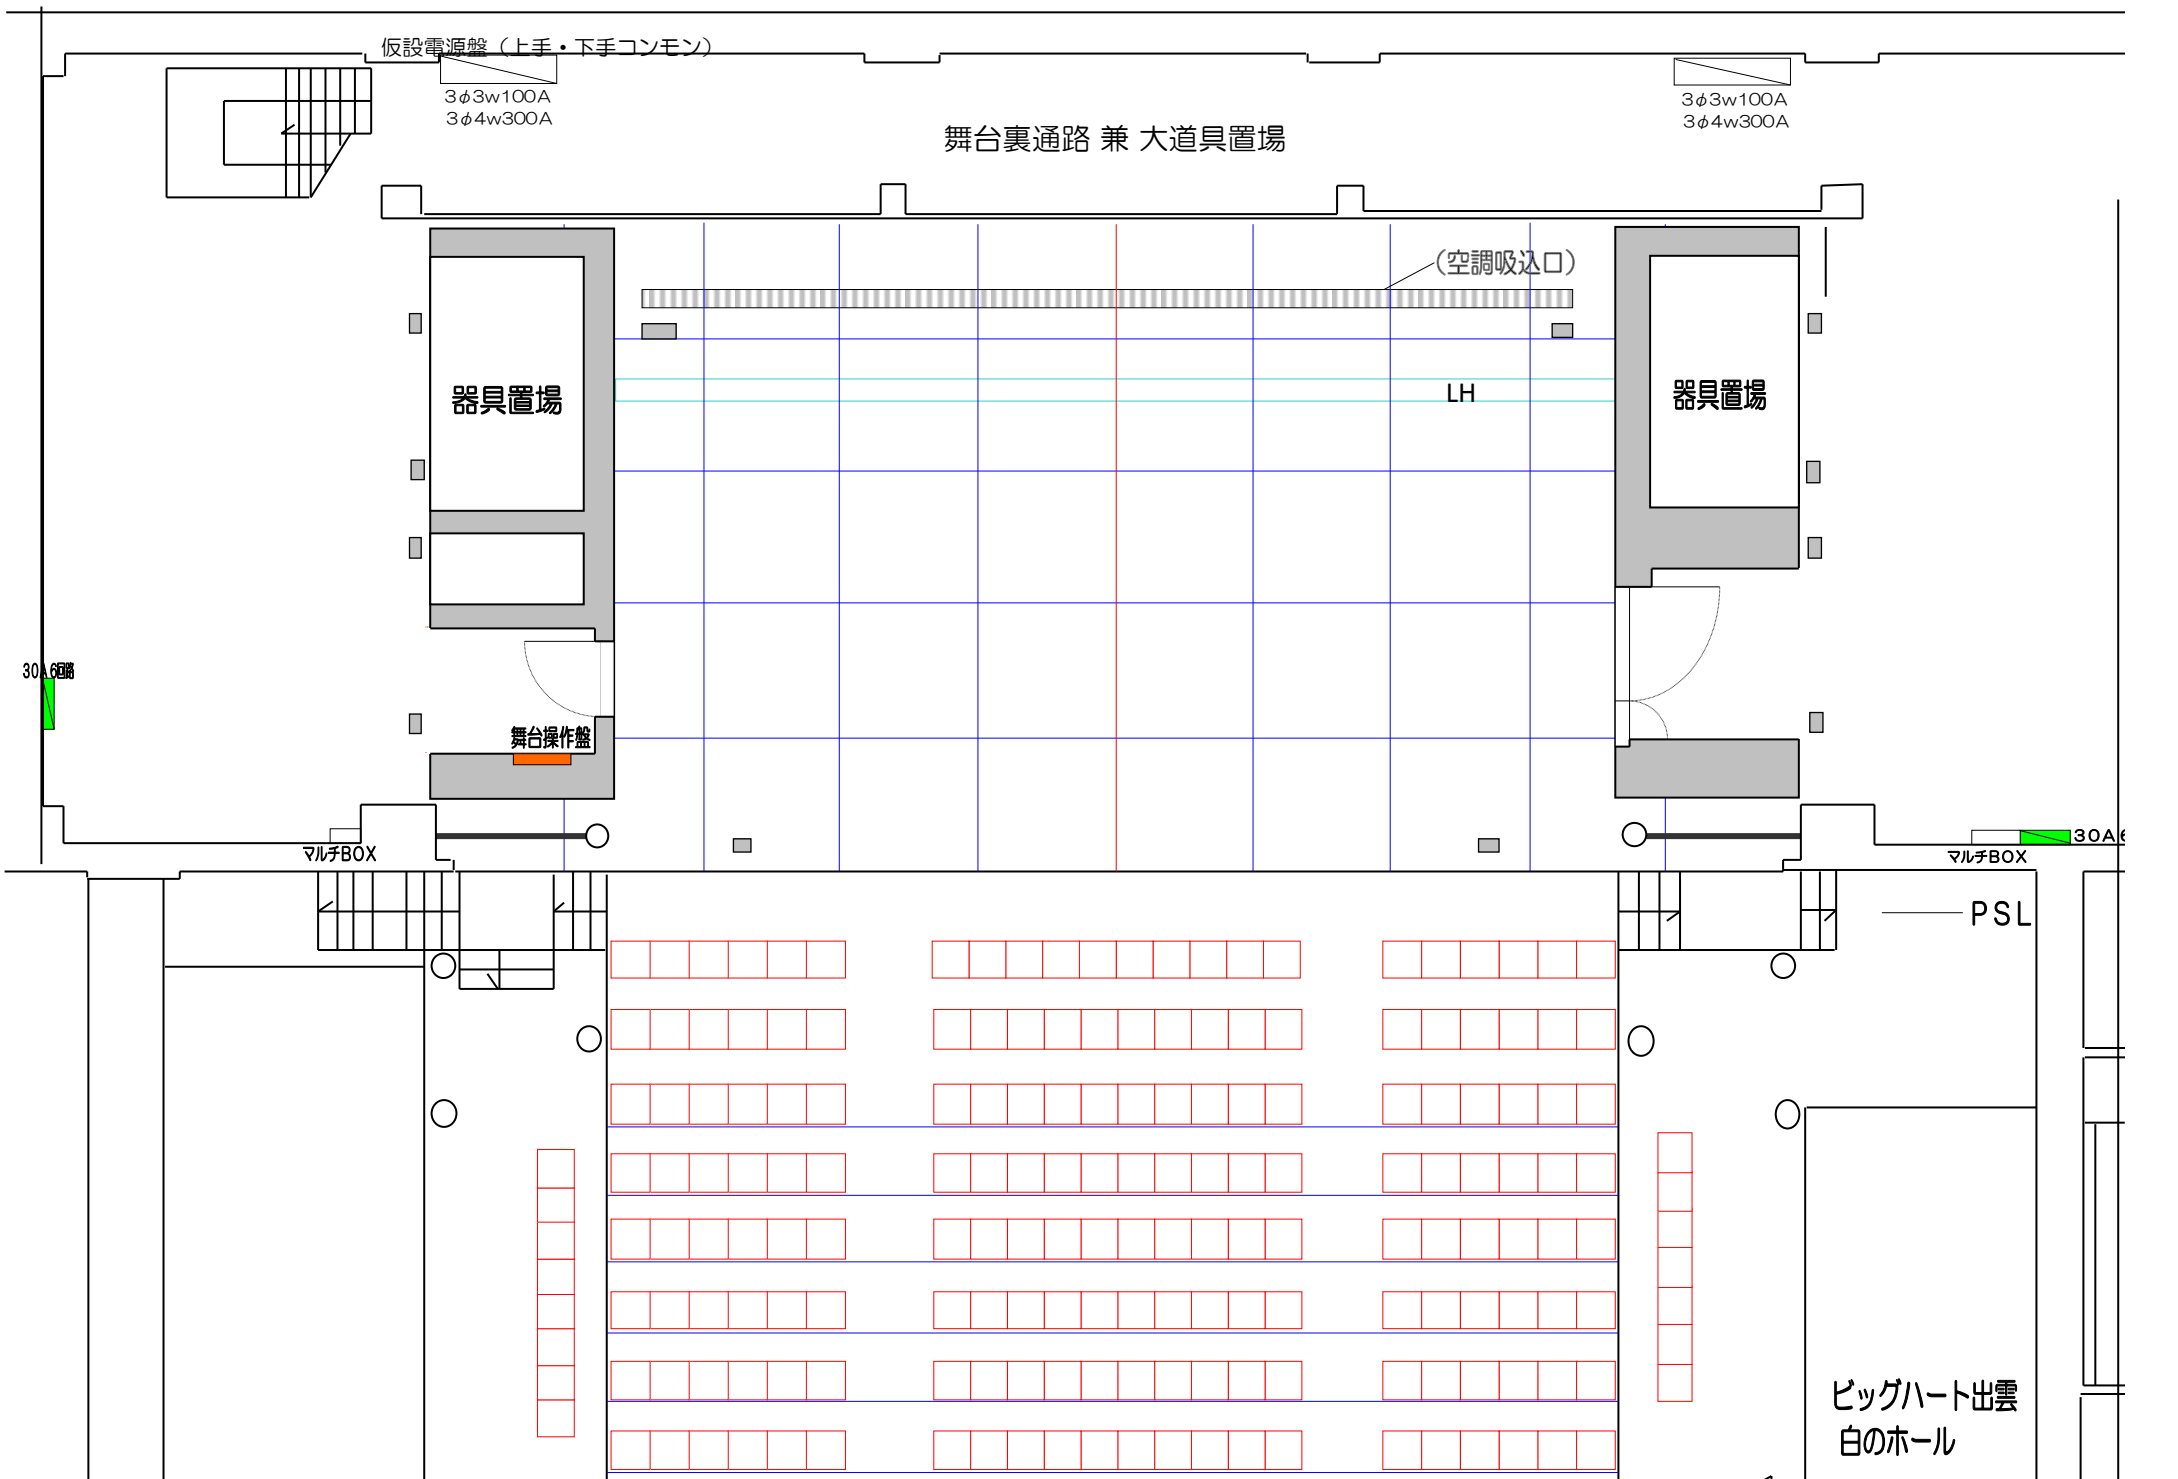 仮設電源盤（上手・下手コンモン）
3φ3w100A
3φ4w300A
3φ3w100A
3φ4w300A
舞台裏通路 兼 大道具置場
（空調吸込口）
器具置場
LH
器具置場
30A6回路
舞台操作盤
マルチBOX
30A6
マルチBOX
PSL
ビッグハート出雲
白のホール